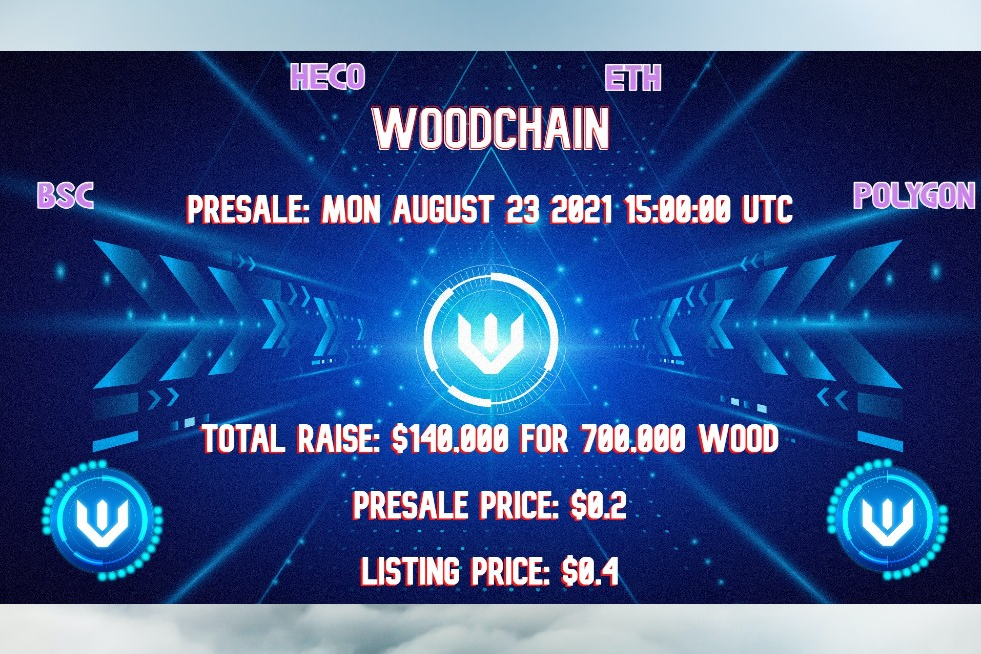 HECO ETH
WOODCHAIN
BSC POLYGON
PRESALE: MON AUGUST 23 2021 15:00:00 UTC
TOTAL RAISE: $140.000 FOR 700.000 WOOD
PRESALE PRICE: $0.2
LISTING PRICE: $0.4